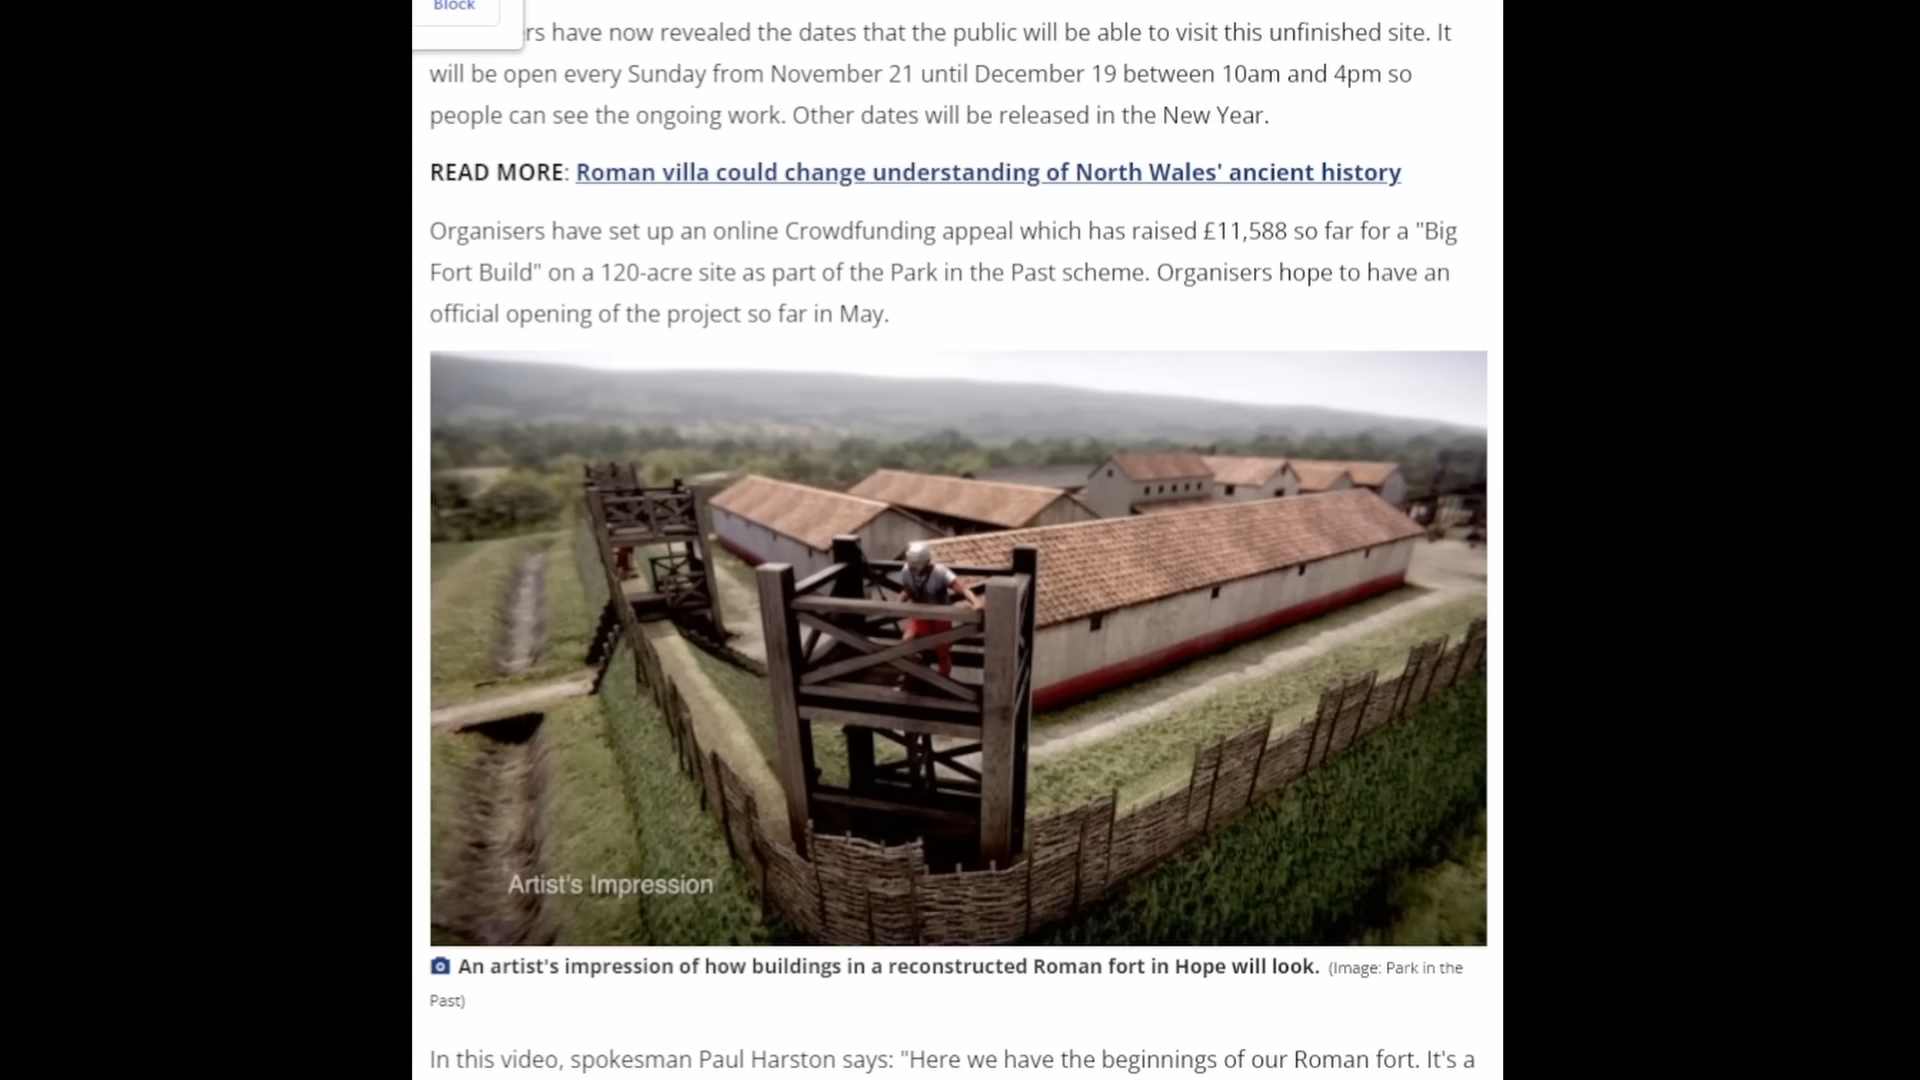 Block
rs have now revealed the dates that the public will be able to visit this unfinished site. It
will be open every Sunday from November 21 until December 19 between 10am and 4pm so
people can see the ongoing work. Other dates will be released in the New Year.
READ MORE: Roman villa could change understanding of North Wales' ancient history
Organisers have set up an online Crowdfunding appeal which has raised £11,588 so far for a "Big
Fort Build" on a 120-acre site as part of the Park in the Past scheme. Organisers hope to have an
official opening of the project so far in May.
Artist's Impression
An artist's impression of how buildings in a reconstructed Roman fort in Hope will look. (Image: Park in the
Past)
In this video, spokesman Paul Harston says: "Here we have the beginnings of our Roman fort. It's a